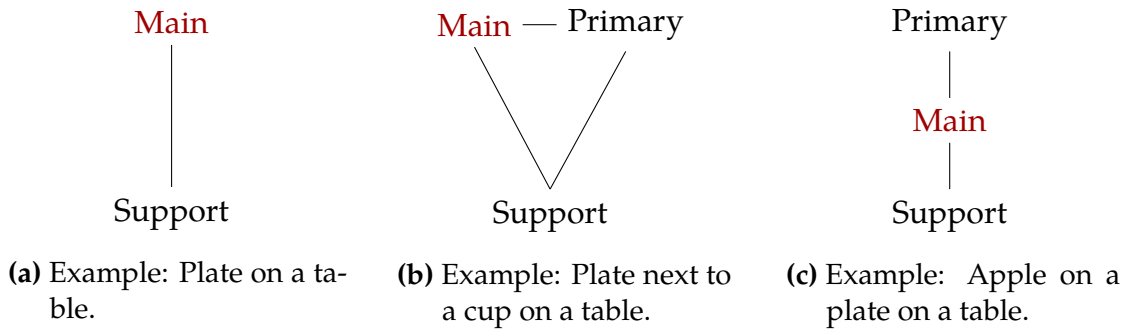 Main
Support
(a) Example: Plate on a ta-
ble.
Main Primary
Support
(b) Example: Plate next to
a cup on a table.
Primary
Main
Support
(c) Example: Apple on a
plate on a table.